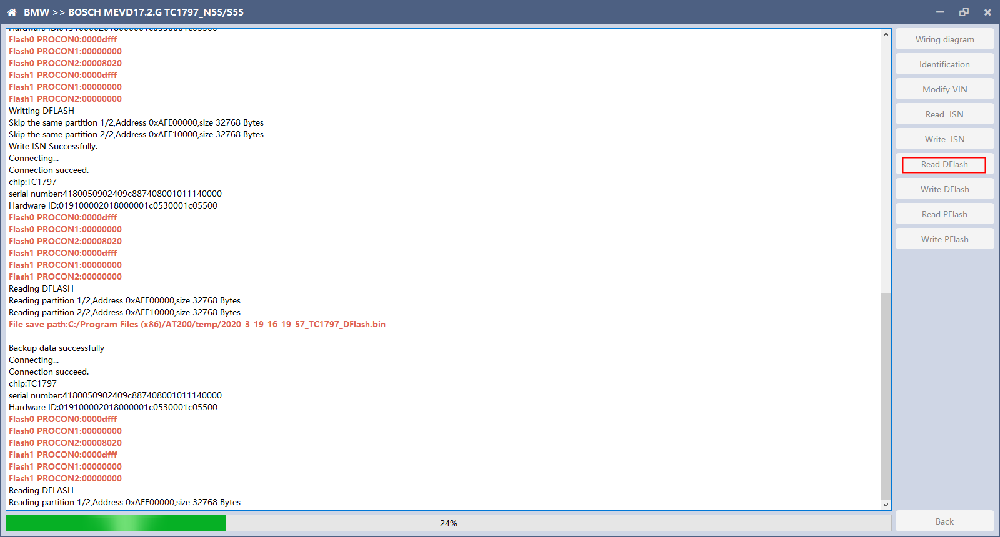 BMW >> BOSCH MEVD17.2.G TC1797_N55/S55
Hardware ID:019100002018000001c0530001c05500
Flash0 PROCON0:0000dfff
Flash0 PROCON1:00000000
Flash0 PROCON2:00008020
Flash1 PROCON0:0000dfff
Flash1 PROCON1:00000000
Flash1 PROCON2:00000000
Writting DFLASH
Skip the same partition 1/2,Address 0xAFE00000,size 32768 Bytes
Skip the same partition 2/2,Address 0xAFE10000,size 32768 Bytes
Write ISN Successfully.
Connecting...
Connection succeed.
chip:TC1797
serial number:4180050902409c887408001011140000
Hardware ID:019100002018000001c0530001c05500
Flash0 PROCON0:0000dfff
Flash0 PROCON1:00000000
Flash0 PROCON2:00008020
Flash1 PROCON0:0000dfff
Flash1 PROCON1:00000000
Flash1 PROCON2:00000000
Reading DFLASH
Reading partition 1/2,Address 0xAFE00000,size 32768 Bytes
Reading partition 2/2,Address 0xAFE10000,size 32768 Bytes
File save path:C:/Program Files (x86)/AT200/temp/2020-3-19-16-19-57_TC1797_DFlash.bin
Backup data successfully
Connecting...
Connection succeed.
chip:TC1797
serial number:4180050902409c887408001011140000
Hardware ID:019100002018000001c0530001c05500
Flash0 PROCON0:0000dfff
Flash0 PROCON1:00000000
Flash0 PROCON2:00008020
Flash1 PROCON0:0000dfff
Flash1 PROCON1:00000000
Flash1 PROCON2:00000000
Reading DFLASH
Reading partition 1/2,Address 0xAFE00000,size 32768 Bytes
24%
Wiring diagram
Identification
Modify VIN
Read  ISN
Write  ISN
Read DFlash
Write DFlash
Read PFlash
Write PFlash
Back